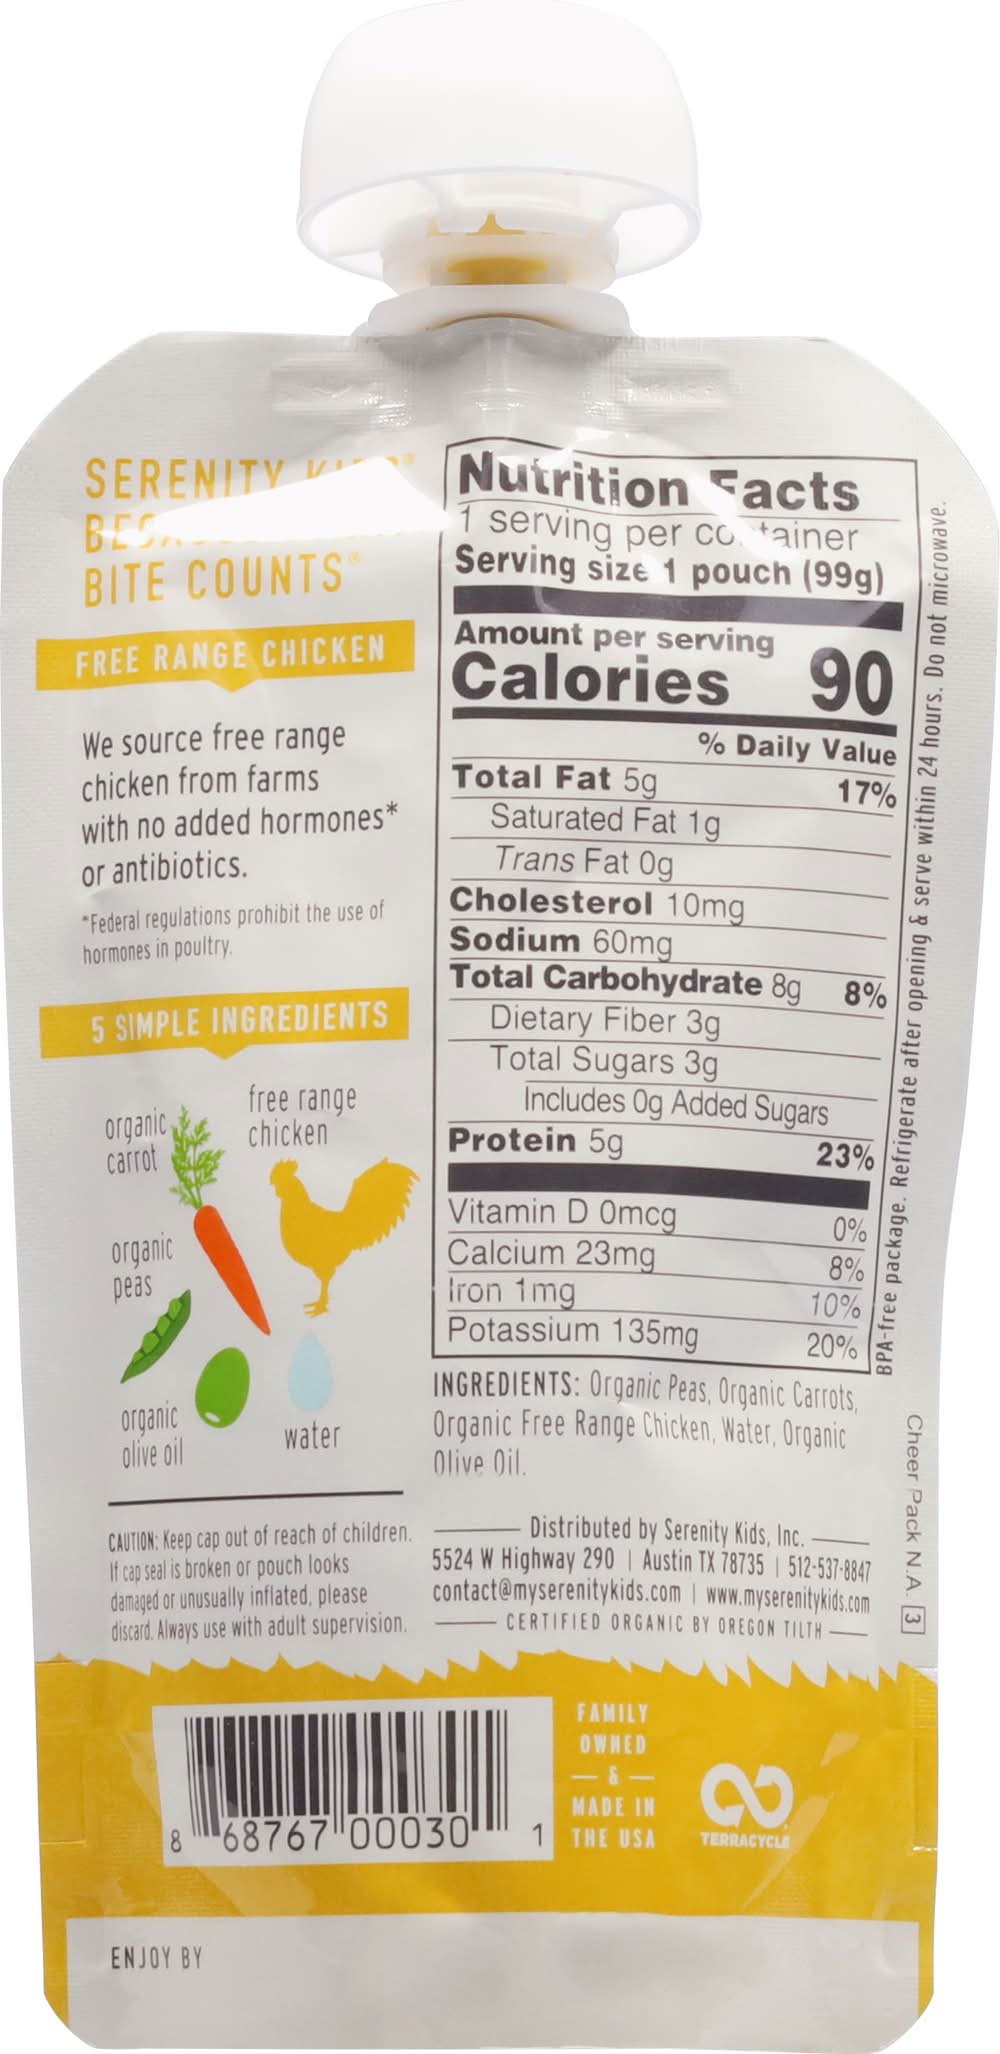 SERENITY KIDS®
BITE COUNTS®
FREE RANGE CHICKEN
We source free range
chicken from farms
with no added hormones*
or antibiotics.
*Federal regulations prohibit the use of
hormones in poultry.
5 SIMPLE INGREDIENTS
organic
carrot
free range
chicken
organic
peas
organic
olive oil
water
CAUTION: Keep cap out of reach of children.
If cap seal is broken or pouch looks
damaged or unusually inflated, please
discard. Always use with adult supervision.
Nutrition Facts
1 serving per container
Serving size 1 pouch (99g)
Amount per serving
Calories 90
% Daily Value
Total Fat 5g 17%
Saturated Fat 1g
Trans Fat 0g
Cholesterol 10mg
Sodium 60mg
Total Carbohydrate 8g 8%
Dietary Fiber 3g
Total Sugars 3g
Includes 0g Added Sugars
Protein 5g 23%
Vitamin D 0mcg 0%
Calcium 23mg 8%
Iron 1mg 10%
Potassium 135mg 20%
BPA-free package. Refrigerate after opening & serve within 24 hours. Do not microwave.
INGREDIENTS: Organic Peas, Organic Carrots,
Organic Free Range Chicken, Water, Organic
Olive Oil.
Distributed by Serenity Kids, Inc.
5524 W Highway 290 | Austin TX 78735 | 512-537-8847
contact@myserenitykids.com | www.myserenitykids.com
CERTIFIED ORGANIC BY OREGON TILTH
Cheer Pack N.A. 3
8 68767 00030 1
FAMILY
OWNED
&
MADE IN
THE USA
TERRACYCLE
ENJOY BY